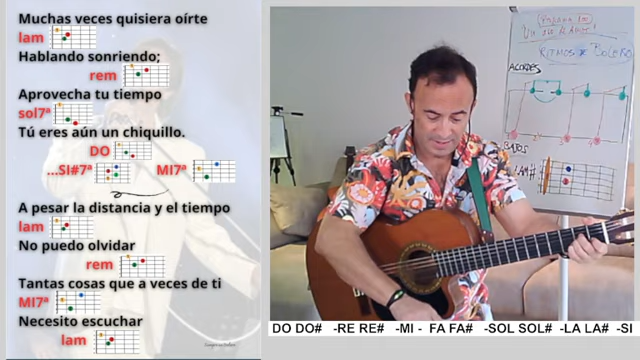 Muchas veces quisiera oírte
lam
Hablando sonriendo;
rem
Aprovecha tu tiempo
sol7ª
Tú eres aún un chiquillo.
DO
...SI#7ª MI7ª
A pesar la distancia y el tiempo
lam
No puedo olvidar
rem
Tantas cosas que a veces de ti
MI7ª
Necesito escuchar
lam
RITMOS DE BOLERO
ACORDES
BAJOS
LAM#
DO DO# -RE RE# -MI - FA FA# -SOL SOL# -LA LA# -SI